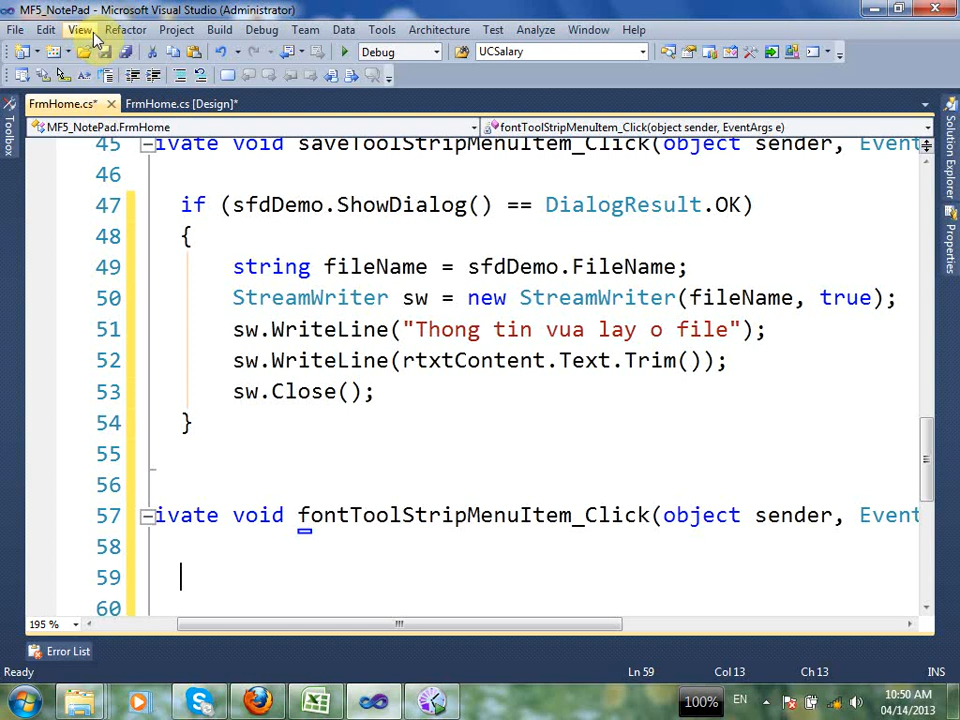 MF5_NotePad - Microsoft Visual Studio (Administrator)
File Edit View Refactor Project Build Debug Team Data Tools Architecture Test Analyze Window Help
Debug UCSalary
FrmHome.cs* FrmHome.cs [Design]*
MF5_NotePad.FrmHome fontToolStripMenuItem_Click(object sender, EventArgs e)
Toolbox
Solution Explorer
Properties
45 ivate void saveToolStripMenuItem_Click(object sender, Event
46
47 if (sfdDemo.ShowDialog() == DialogResult.OK)
48 {
49 string fileName = sfdDemo.FileName;
50 StreamWriter sw = new StreamWriter(fileName, true);
51 sw.WriteLine("Thong tin vua lay o file");
52 sw.WriteLine(rtxtContent.Text.Trim());
53 sw.Close();
54 }
55
56
57 ivate void fontToolStripMenuItem_Click(object sender, Event
58
59
60
195 %
Error List
Ready Ln 59 Col 13 Ch 13 INS
100% EN 10:50 AM
04/14/2013